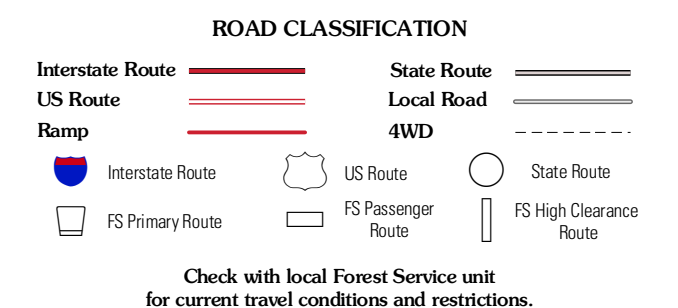 ROAD CLASSIFICATION
Interstate Route
State Route
US Route
Local Road
Ramp
4WD
Interstate Route
US Route
State Route
FS Primary Route
FS Passenger
Route
FS High Clearance
Route
Check with local Forest Service unit
for current travel conditions and restrictions.